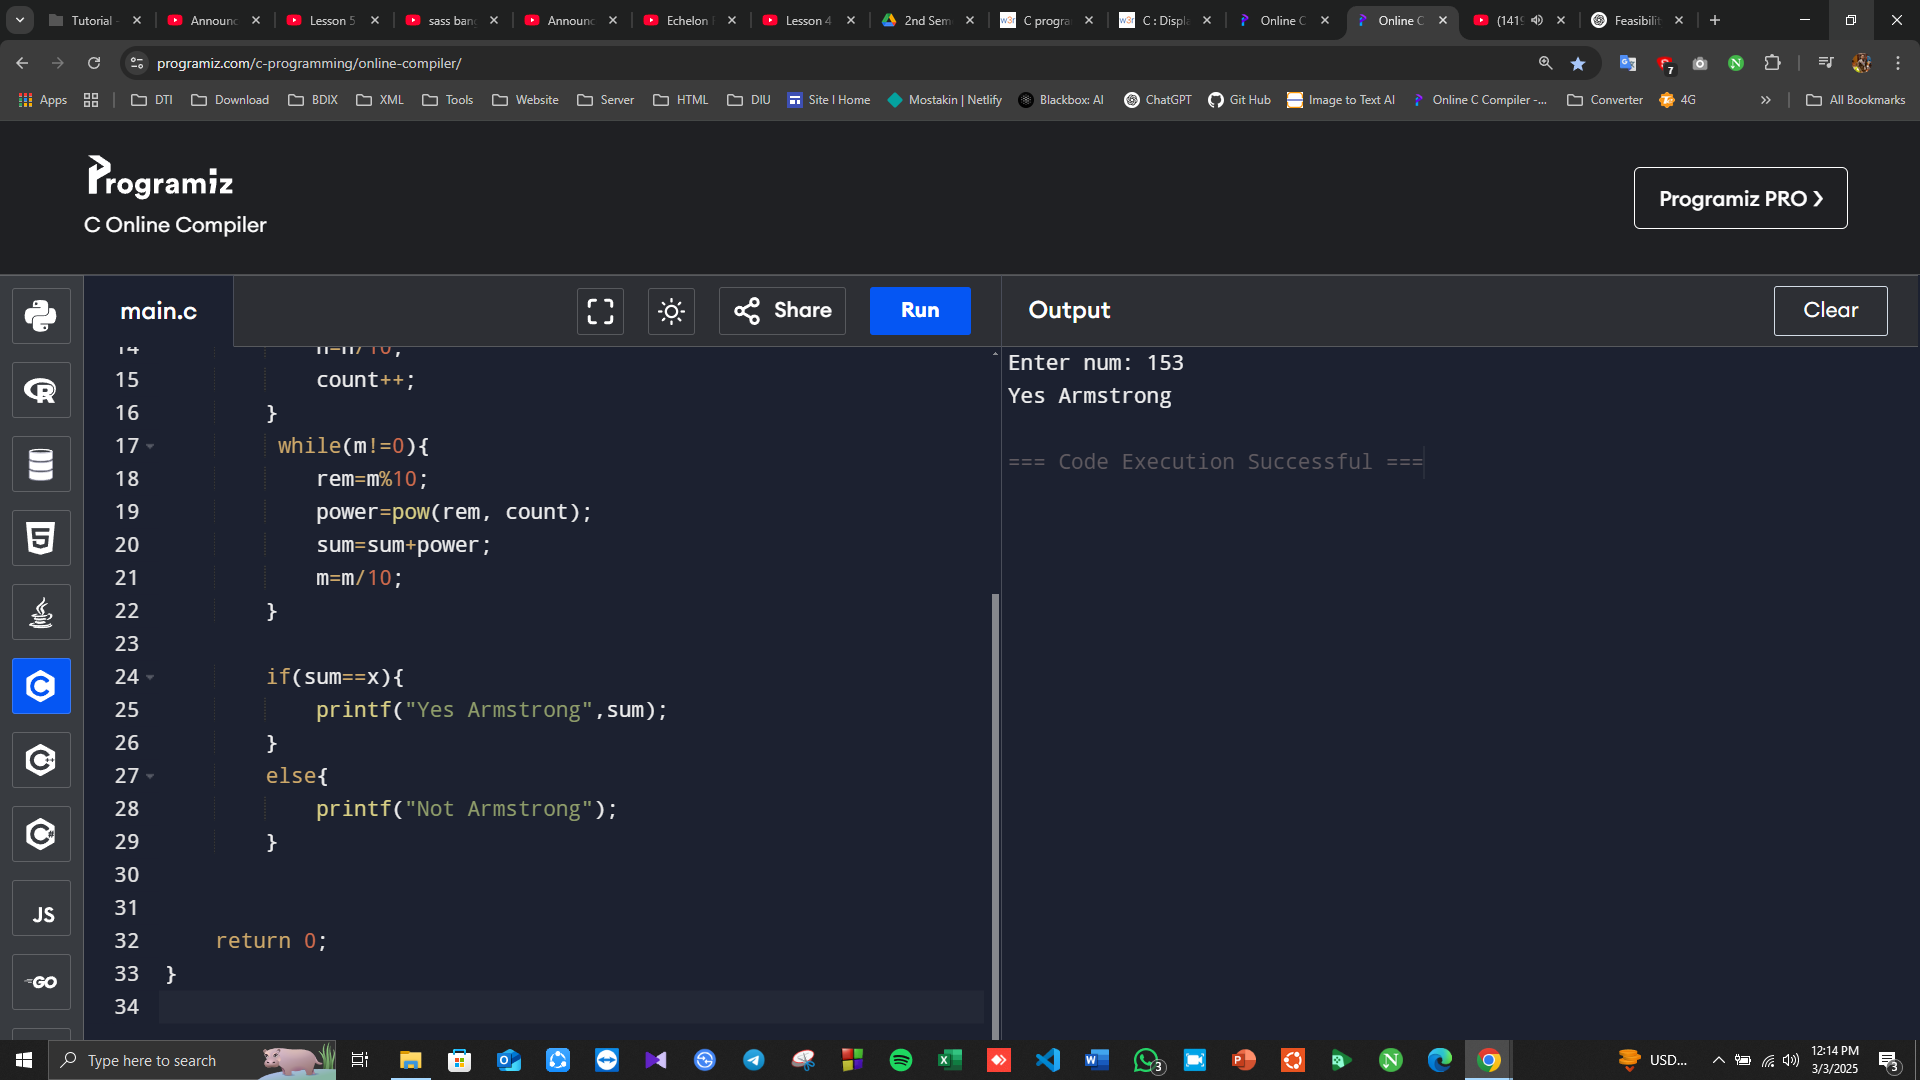 Tutorial -
Announc
Lesson 5
sass bang
Announc
Echelon
Lesson 4
2nd Sem
C progra
C : Displa
Online C
Online C
(1419
Feasibilit
programiz.com/c-programming/online-compiler/
7
Apps
DTI
Download
BDIX
XML
Tools
Website
Server
HTML
DIU
Site I Home
Mostakin | Netlify
Blackbox: AI
ChatGPT
Git Hub
Image to Text AI
Online C Compiler -...
Converter
4G
All Bookmarks
Programiz
C Online Compiler
Programiz PRO ❯
main.c
Share
Run
Output
Clear
14 n=n/10;
15 count++;
16 }
17 while(m!=0){
18 rem=m%10;
19 power=pow(rem, count);
20 sum=sum+power;
21 m=m/10;
22 }
23
24 if(sum==x){
25 printf("Yes Armstrong",sum);
26 }
27 else{
28 printf("Not Armstrong");
29 }
30
31
32 return 0;
33 }
34
Enter num: 153
Yes Armstrong
=== Code Execution Successful ===
JS
GO
Type here to search
3
USD...
12:14 PM
3/3/2025
3